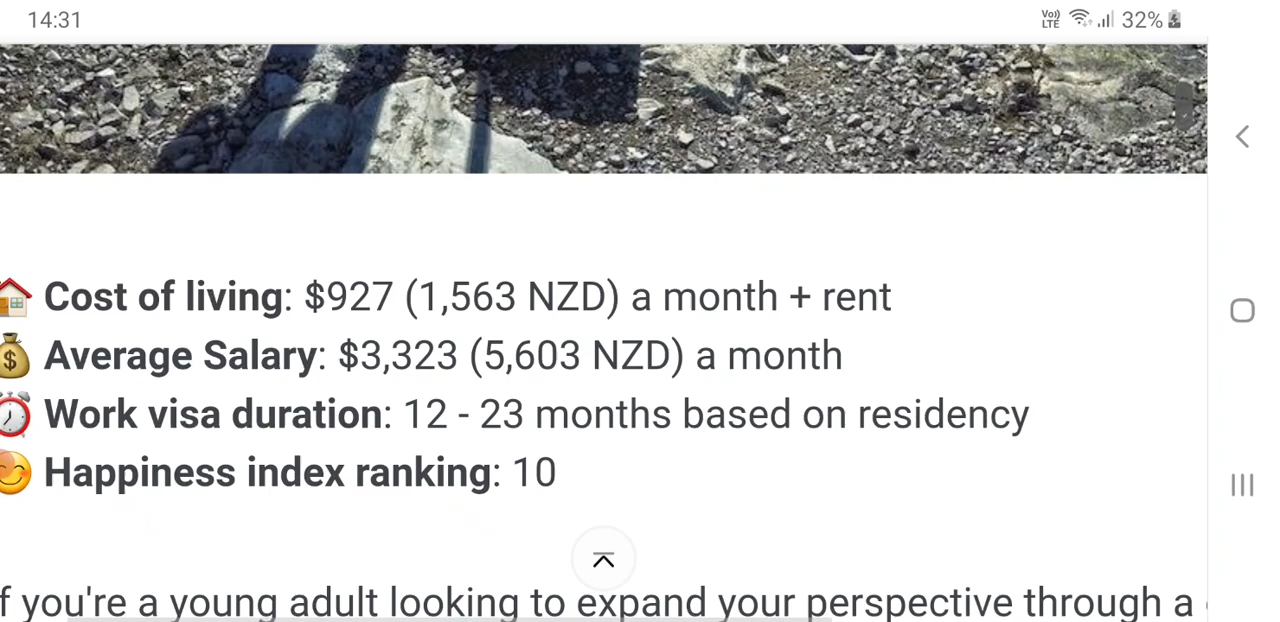 14:31
Vo) LTE 32%
Cost of living: $927 (1,563 NZD) a month + rent
Average Salary: $3,323 (5,603 NZD) a month
Work visa duration: 12 - 23 months based on residency
Happiness index ranking: 10
f you're a young adult looking to expand your perspective through a